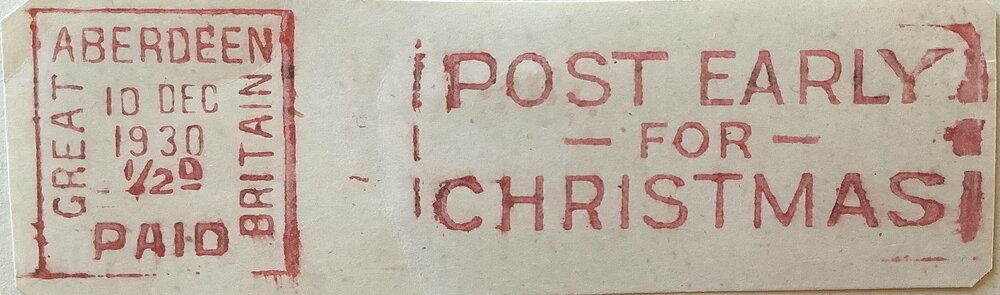 ABERDEEN
GREAT
10 DEC
1930
½D
PAID
BRITAIN
POST EARLY
— FOR —
CHRISTMAS